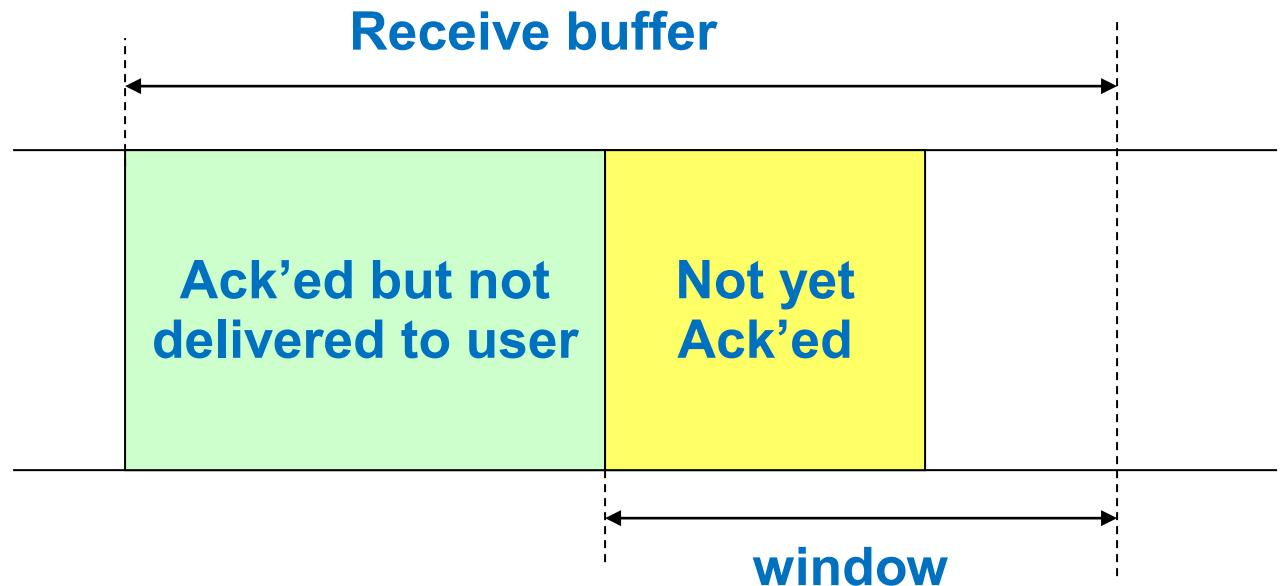 Receive buffer
Ack’ed but not
delivered to user
Not yet
Ack’ed
window